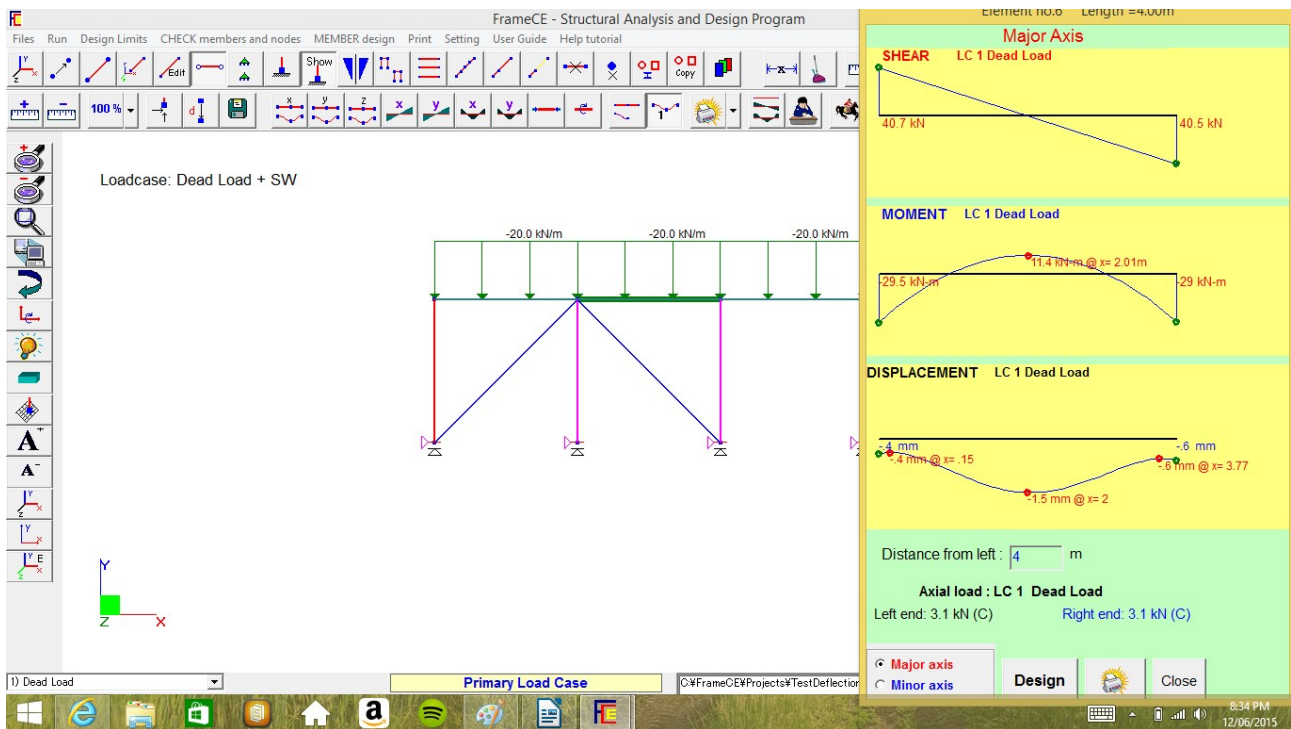 FrameCE - Structural Analysis and Design Program
Files Run Design Limits CHECK members and nodes MEMBER design Print Setting User Guide Help tutorial
Edit
Show
Copy
100 %
Loadcase: Dead Load + SW
-20.0 kN/m -20.0 kN/m -20.0 kN/m
Y
Z X
1) Dead Load
Primary Load Case
C:¥FrameCE¥Projects¥TestDeflection
Element no.6 Length =4.00m
Major Axis
SHEAR LC 1 Dead Load
40.7 kN 40.5 kN
MOMENT LC 1 Dead Load
11.4 kN-m @ x= 2.01m
-29.5 kN-m -29 kN-m
DISPLACEMENT LC 1 Dead Load
-.4 mm -.6 mm
-.4 mm @ x= .15 -.6 mm @ x= 3.77
-1.5 mm @ x= 2
Distance from left : 4 m
Axial load : LC 1 Dead Load
Left end: 3.1 kN (C) Right end: 3.1 kN (C)
Major axis
Minor axis
Design
Close
8:34 PM
12/06/2015